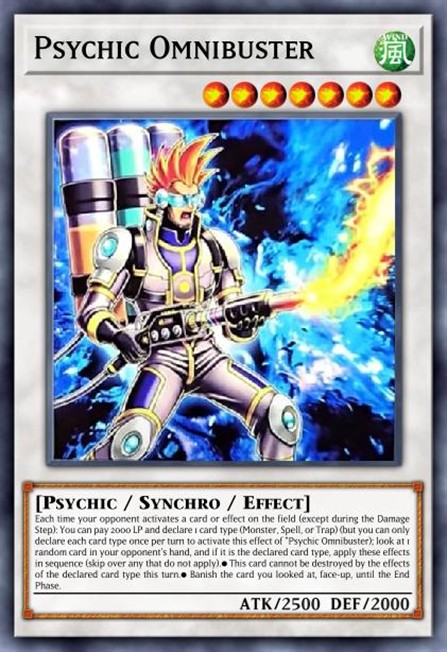 Psychic Omnibuster
WIND
風
[Psychic / Synchro / Effect]
Each time your opponent activates a card or effect on the field (except during the Damage
Step): You can pay 2000 LP and declare 1 card type (Monster, Spell, or Trap) (but you can only
declare each card type once per turn to activate this effect of "Psychic Omnibuster); look at 1
random card in your opponent's hand, and if it is the declared card type, apply these effects
in sequence (skip over any that do not apply).● This card cannot be destroyed by the effects
of the declared card type this turn.● Banish the card you looked at, face-up, until the End
Phase.
ATK/2500 DEF/2000